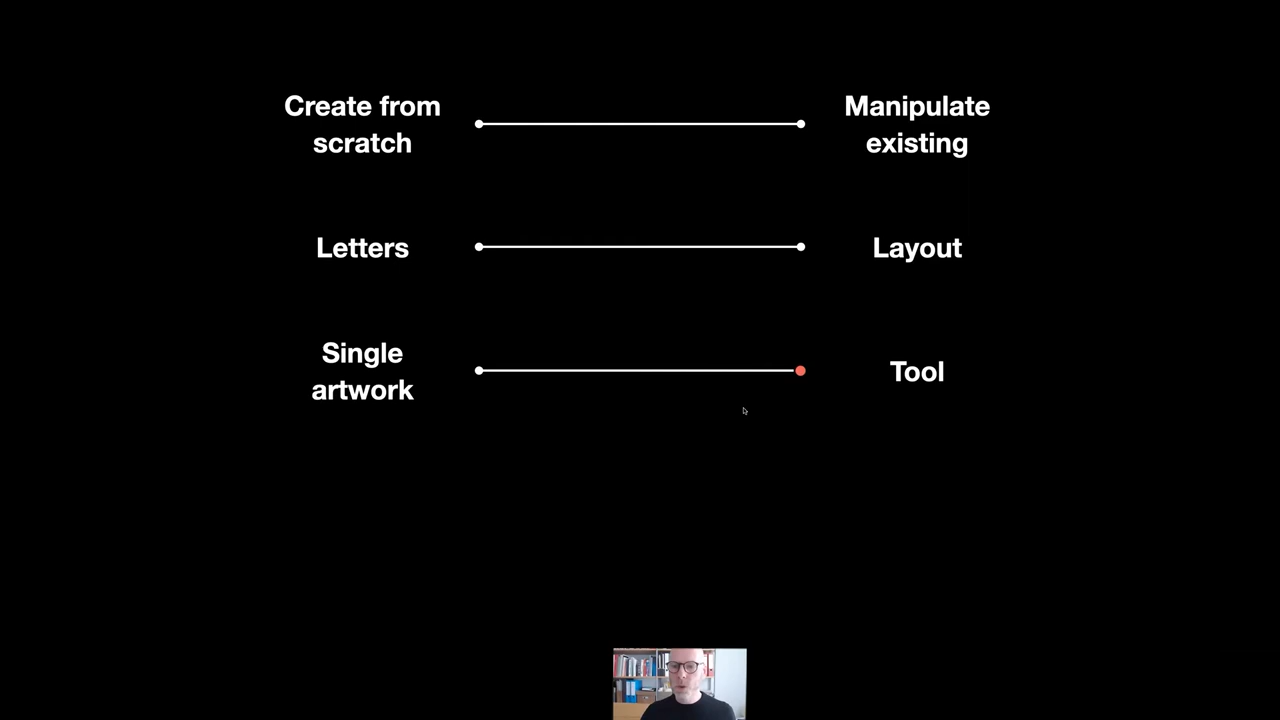 Create from
scratch
Manipulate
existing
Letters
Layout
Single
artwork
Tool